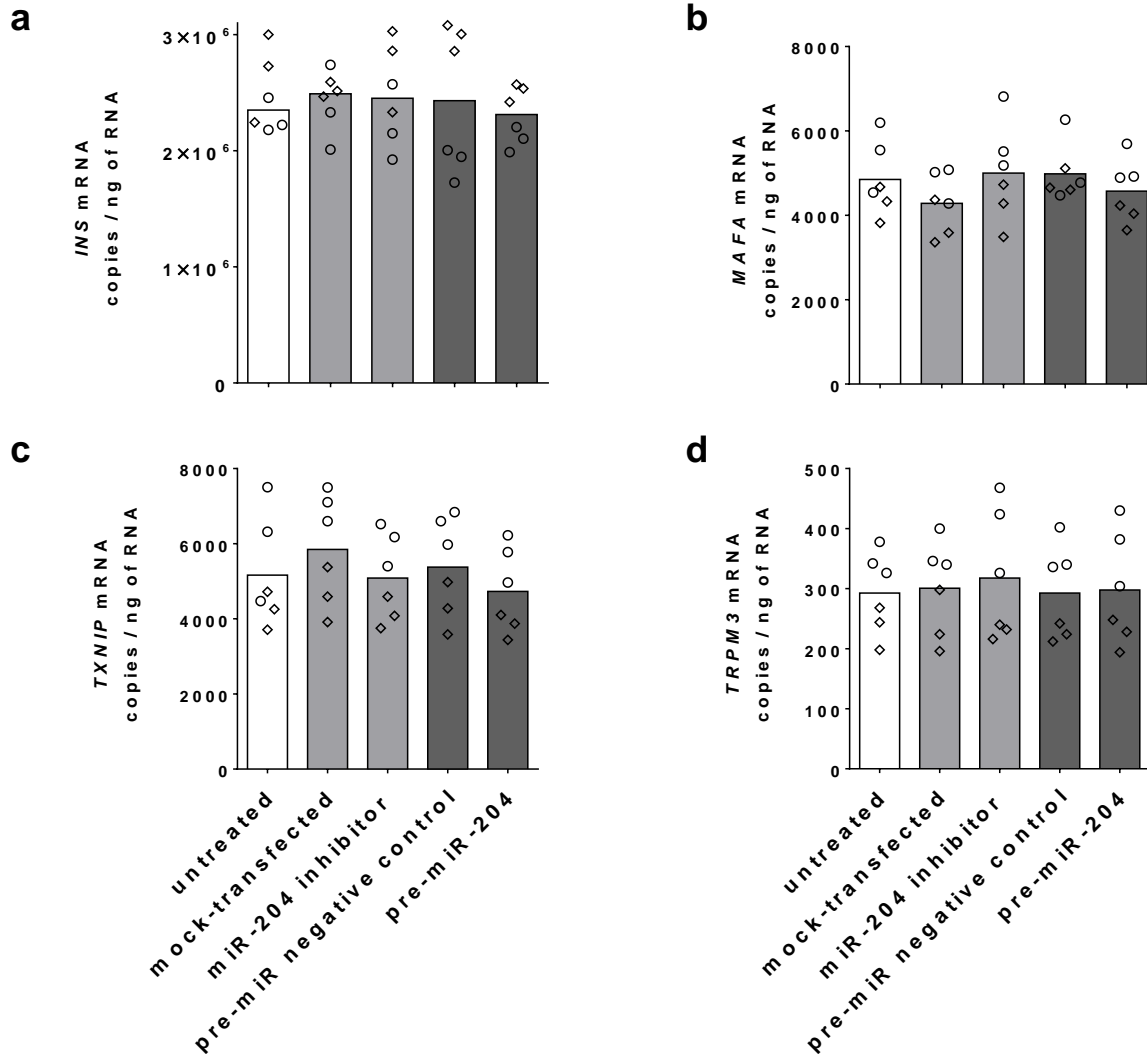 a
INS mRNA
copies/ng of RNA
3×10⁶
2×10⁶
1×10⁶
0
b
MAFA mRNA
copies/ng of RNA
8000
6000
4000
2000
0
c
TXNIP mRNA
copies/ng of RNA
8000
6000
4000
2000
0
untreated
mock-transfected
miR-204 inhibitor
pre-miR negative control
pre-miR-204
d
TRPM3 mRNA
copies/ng of RNA
500
400
300
200
100
0
untreated
mock-transfected
miR-204 inhibitor
pre-miR negative control
pre-miR-204